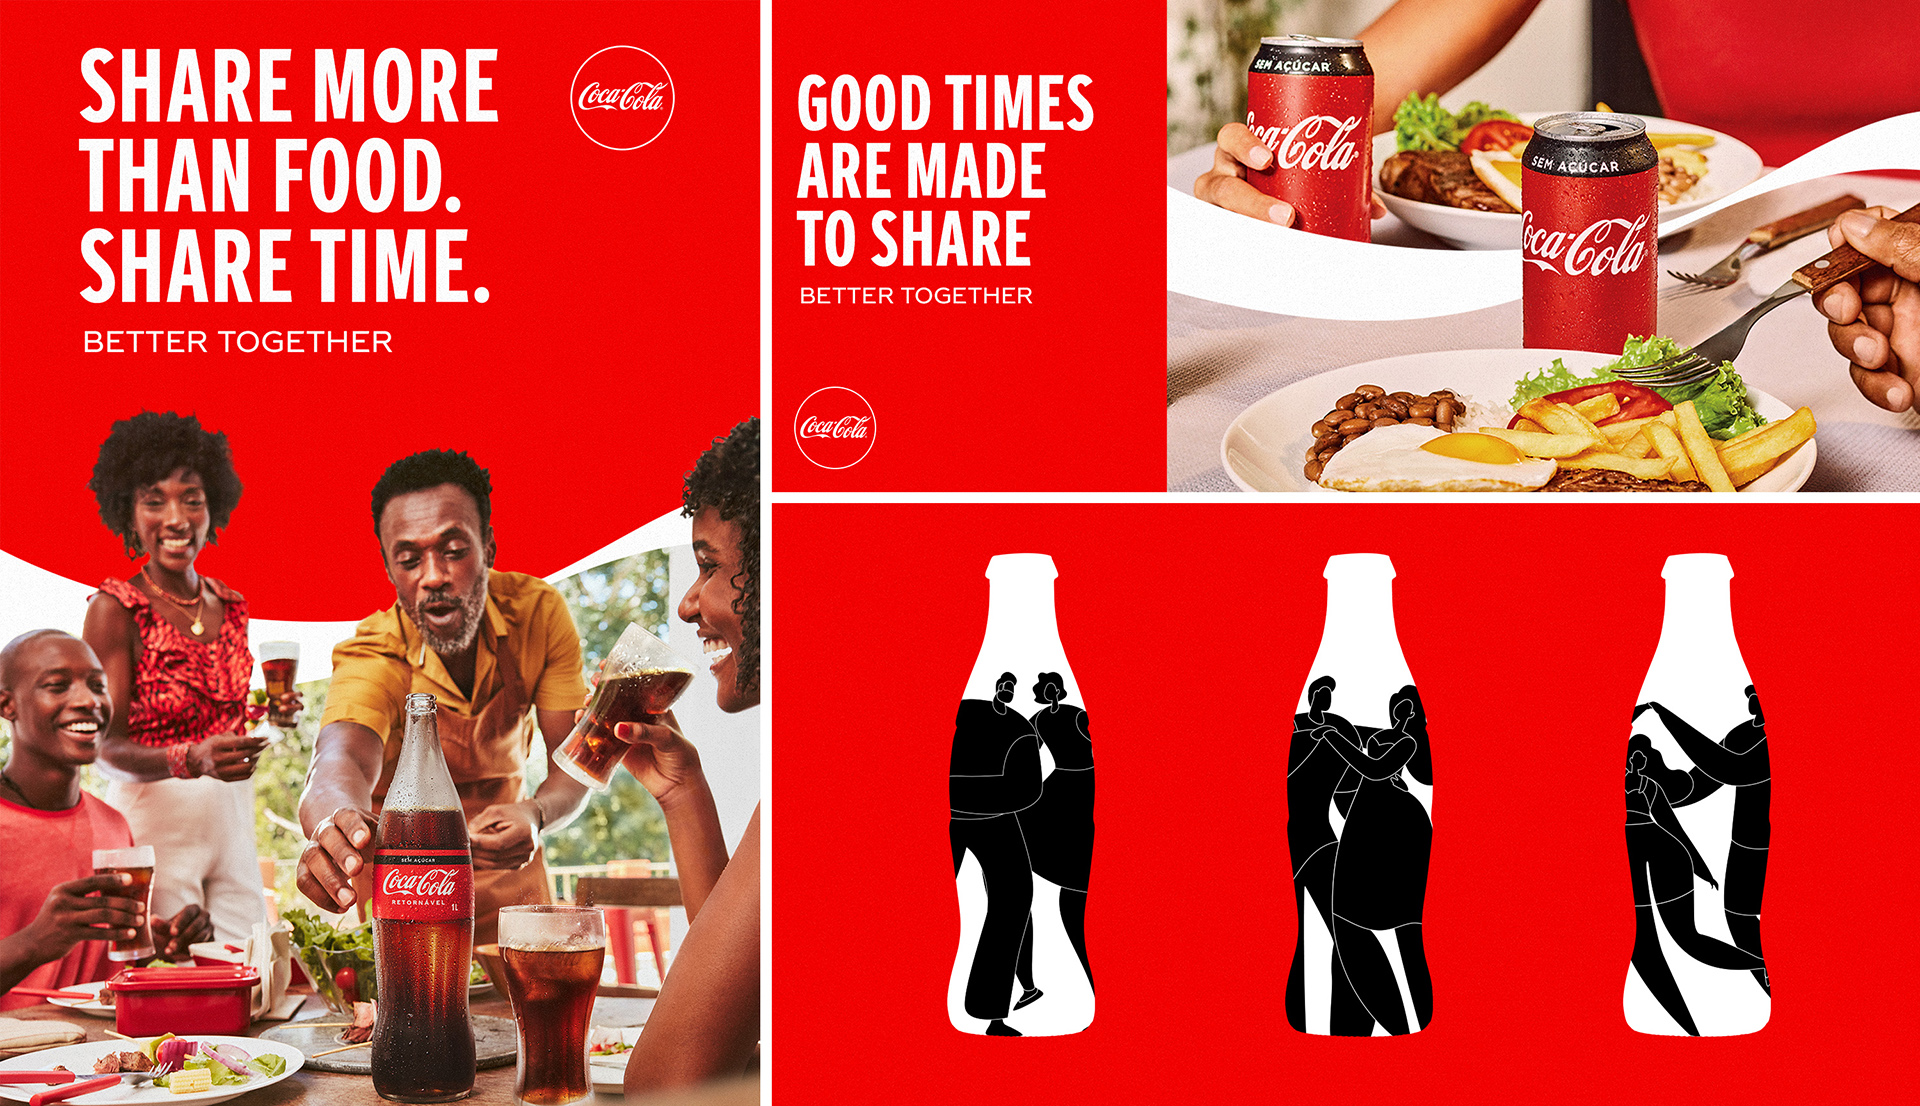 SHARE MORE
THAN FOOD.
SHARE TIME.
BETTER TOGETHER
Coca-Cola
SEM AÇÚCAR
Coca-Cola
RETORNÁVEL 1L
GOOD TIMES
ARE MADE
TO SHARE
BETTER TOGETHER
Coca-Cola
SEM AÇÚCAR
Coca-Cola
SEM AÇÚCAR
Coca-Cola